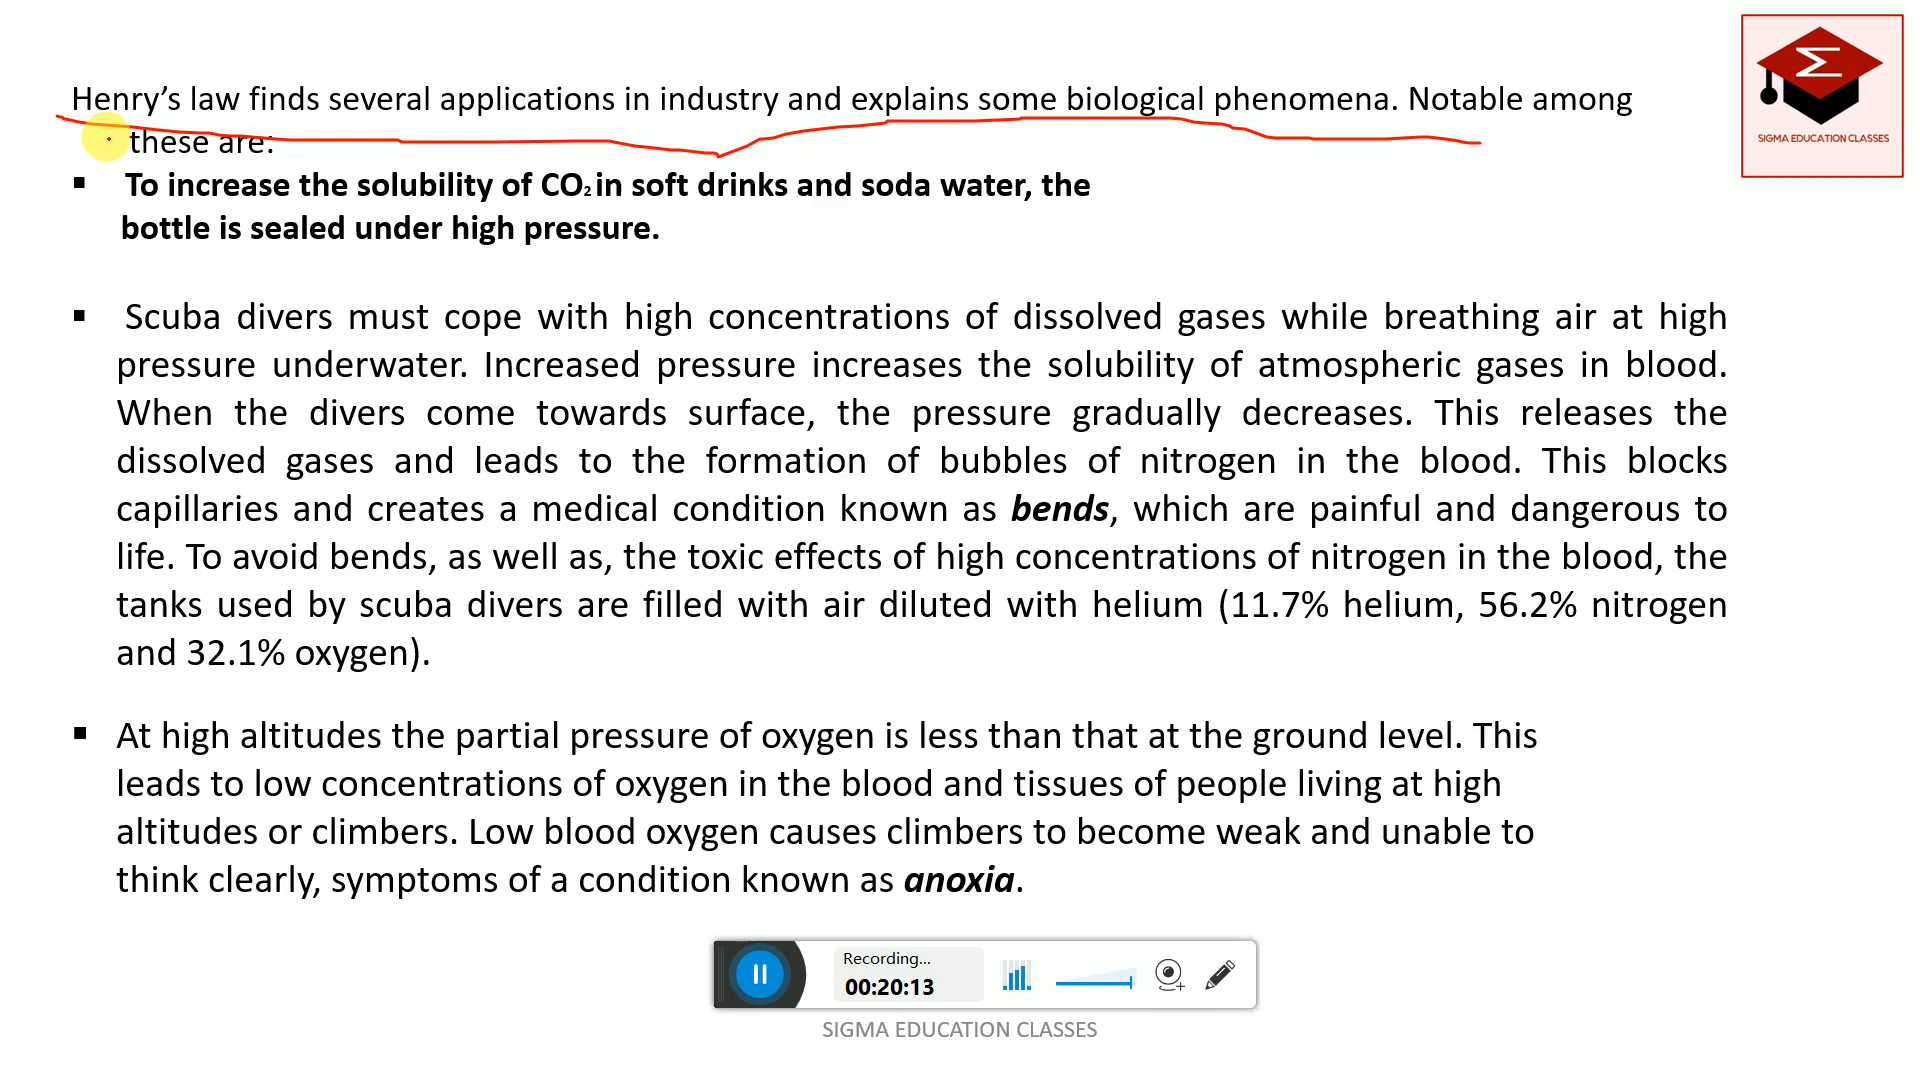 Henry’s law finds several applications in industry and explains some biological phenomena. Notable among
these are:
▪ To increase the solubility of CO₂ in soft drinks and soda water, the
bottle is sealed under high pressure.
▪ Scuba divers must cope with high concentrations of dissolved gases while breathing air at high
pressure underwater. Increased pressure increases the solubility of atmospheric gases in blood.
When the divers come towards surface, the pressure gradually decreases. This releases the
dissolved gases and leads to the formation of bubbles of nitrogen in the blood. This blocks
capillaries and creates a medical condition known as bends, which are painful and dangerous to
life. To avoid bends, as well as, the toxic effects of high concentrations of nitrogen in the blood, the
tanks used by scuba divers are filled with air diluted with helium (11.7% helium, 56.2% nitrogen
and 32.1% oxygen).
▪ At high altitudes the partial pressure of oxygen is less than that at the ground level. This
leads to low concentrations of oxygen in the blood and tissues of people living at high
altitudes or climbers. Low blood oxygen causes climbers to become weak and unable to
think clearly, symptoms of a condition known as anoxia.
Σ
SIGMA EDUCATION CLASSES
Recording...
00:20:13
SIGMA EDUCATION CLASSES